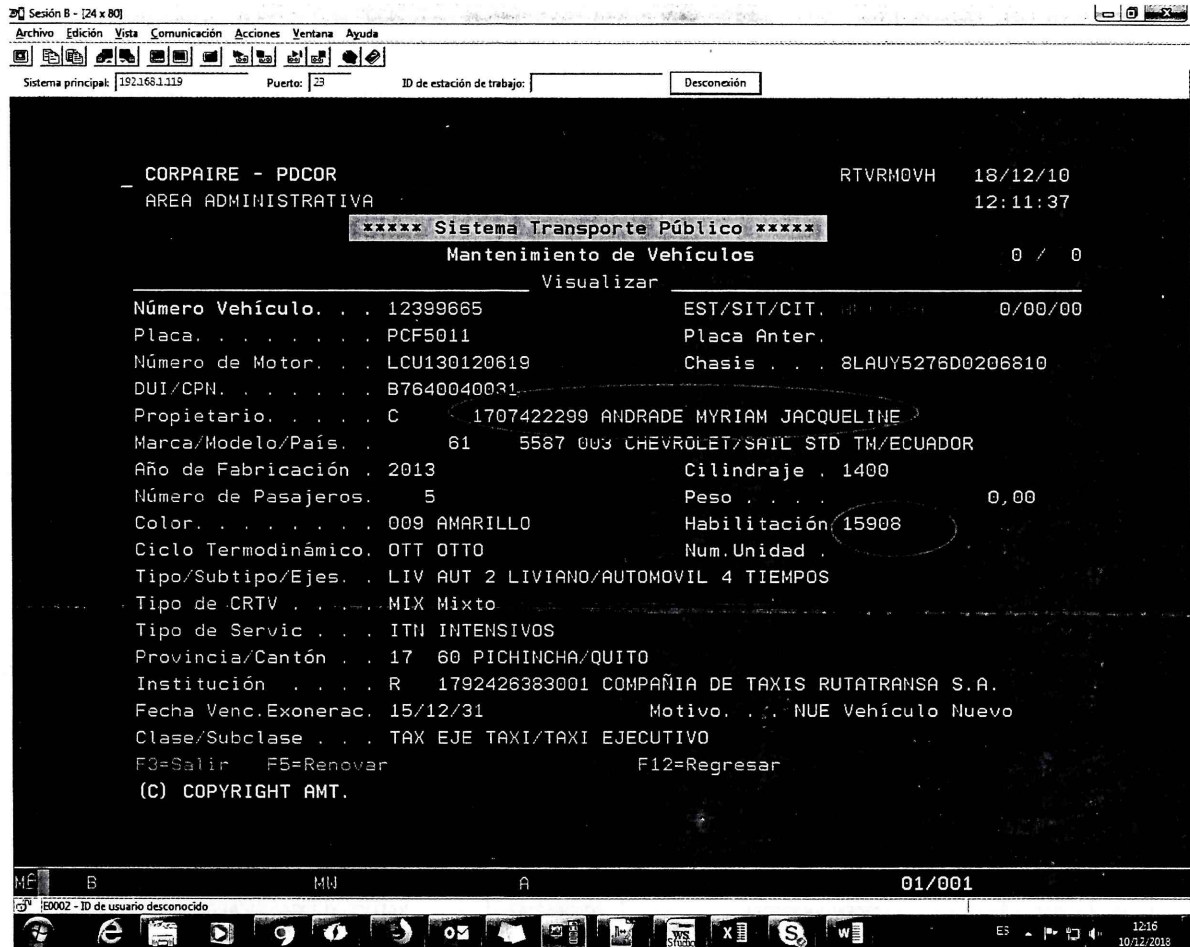 Sesión B - [24 x 80]
Archivo Edición Vista Comunicación Acciones Ventana Ayuda
Sistema principal: 192.168.1.119 Puerto: 23 ID de estación de trabajo: Desconexión
CORPAIRE - PDCOR RTVRM0VH 18/12/10
AREA ADMINISTRATIVA 12:11:37
***** Sistema Transporte Público *****
Mantenimiento de Vehículos 0 / 0
Visualizar
Número Vehículo. . . 12399665 EST/SIT/CIT. 0/00/00
Placa. . . . . . . . PCF5011 Placa Anter.
Número de Motor. . . LCU130120619 Chasis . . . 8LAUY5276D0206810
DUI/CPN. . . . . . . B7640040031
Propietario. . . . . C 1707422299 ANDRADE MYRIAM JACQUELINE
Marca/Modelo/País. . 61 5587 003 CHEVROLET/SAIL STD TM/ECUADOR
Año de Fabricación . 2013 Cilindraje . 1400
Número de Pasajeros. 5 Peso . . . . 0,00
Color. . . . . . . . 009 AMARILLO Habilitación 15908
Ciclo Termodinámico. OTT OTTO Num.Unidad .
Tipo/Subtipo/Ejes. . LIV AUT 2 LIVIANO/AUTOMOVIL 4 TIEMPOS
Tipo de CRTV . . . . MIX Mixto
Tipo de Servic . . . ITN INTENSIVOS
Provincia/Cantón . . 17 60 PICHINCHA/QUITO
Institución . . . . R 1792426383001 COMPAÑIA DE TAXIS RUTATRANSA S.A.
Fecha Venc.Exonerac. 15/12/31 Motivo. . . . NUE Vehículo Nuevo
Clase/Subclase . . . TAX EJE TAXI/TAXI EJECUTIVO
F3=Salir F5=Renovar F12=Regresar
(C) COPYRIGHT AMT.
B MW A 01/001
E0002 - ID de usuario desconocido
ES 12:16
10/12/2018